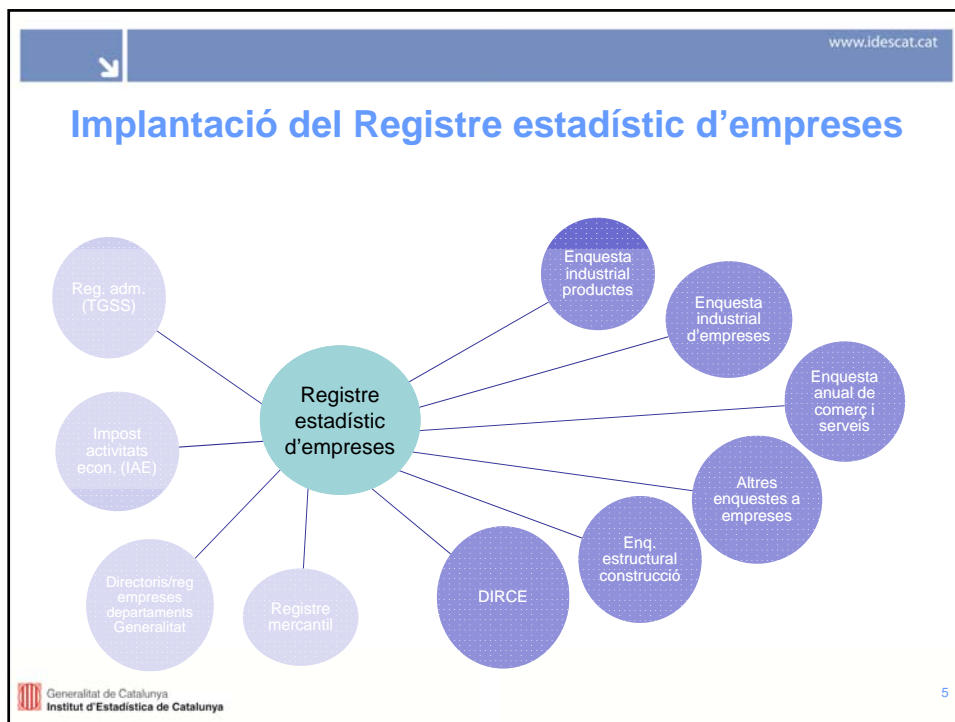 www.idescat.cat
Implantació del Registre estadístic d'empreses
Reg. adm.
(TGSS)
Impost
activitats
econ. (IAE)
Directoris/reg
empreses
departaments
Generalitat
Registre
mercantil
Registre
estadístic
d'empreses
Enquesta
industrial
productes
Enquesta
industrial
d'empreses
Enquesta
anual de
comerç i
serveis
Altres
enquestes a
empreses
Enq.
estructural
construcció
DIRCE
Generalitat de Catalunya
Institut d'Estadística de Catalunya
5